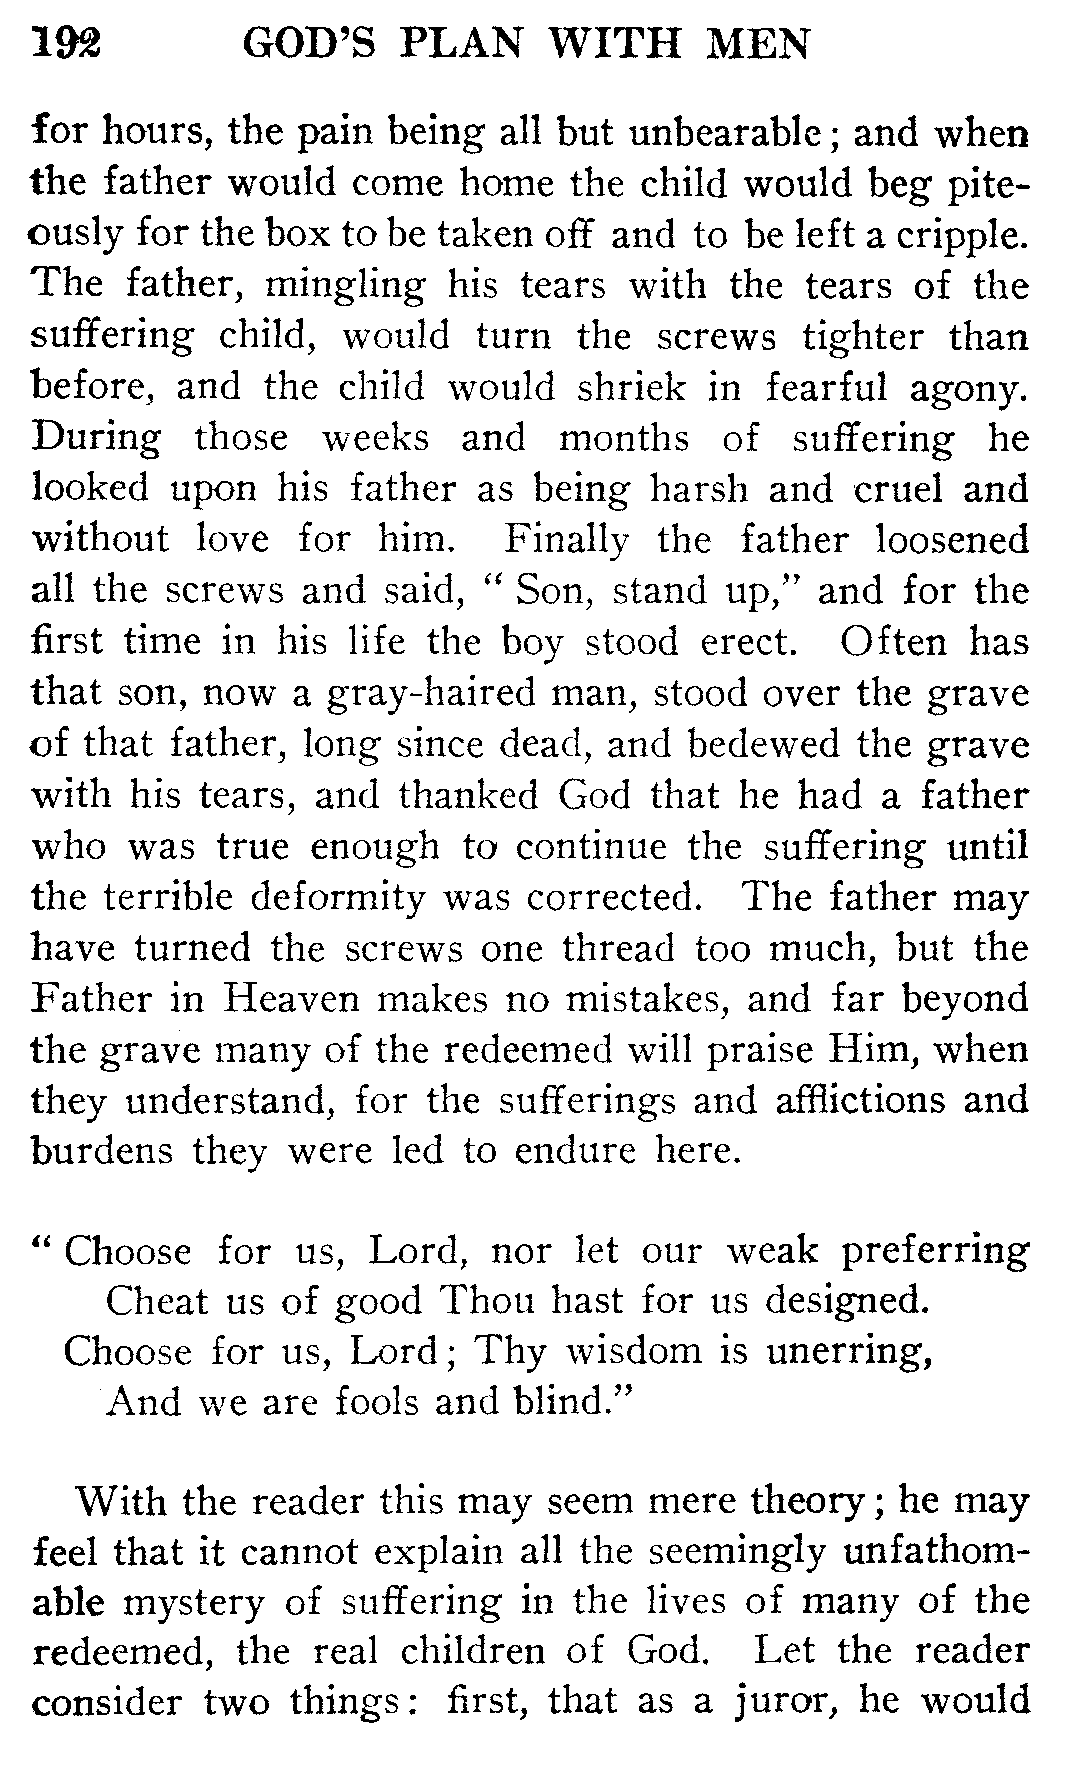 192 GOD'S PLAN WITH MEN
for hours, the pain being all but unbearable; and when
the father would come home the child would beg pite-
ously for the box to be taken off and to be left a cripple.
The father, mingling his tears with the tears of the
suffering child, would turn the screws tighter than
before, and the child would shriek in fearful agony.
During those weeks and months of suffering he
looked upon his father as being harsh and cruel and
without love for him. Finally the father loosened
all the screws and said, "Son, stand up," and for the
first time in his life the boy stood erect. Often has
that son, now a gray-haired man, stood over the grave
of that father, long since dead, and bedewed the grave
with his tears, and thanked God that he had a father
who was true enough to continue the suffering until
the terrible deformity was corrected. The father may
have turned the screws one thread too much, but the
Father in Heaven makes no mistakes, and far beyond
the grave many of the redeemed will praise Him, when
they understand, for the sufferings and afflictions and
burdens they were led to endure here.
"Choose for us, Lord, nor let our weak preferring
Cheat us of good Thou hast for us designed.
Choose for us, Lord; Thy wisdom is unerring,
And we are fools and blind."
With the reader this may seem mere theory; he may
feel that it cannot explain all the seemingly unfathom-
able mystery of suffering in the lives of many of the
redeemed, the real children of God. Let the reader
consider two things: first, that as a juror, he would